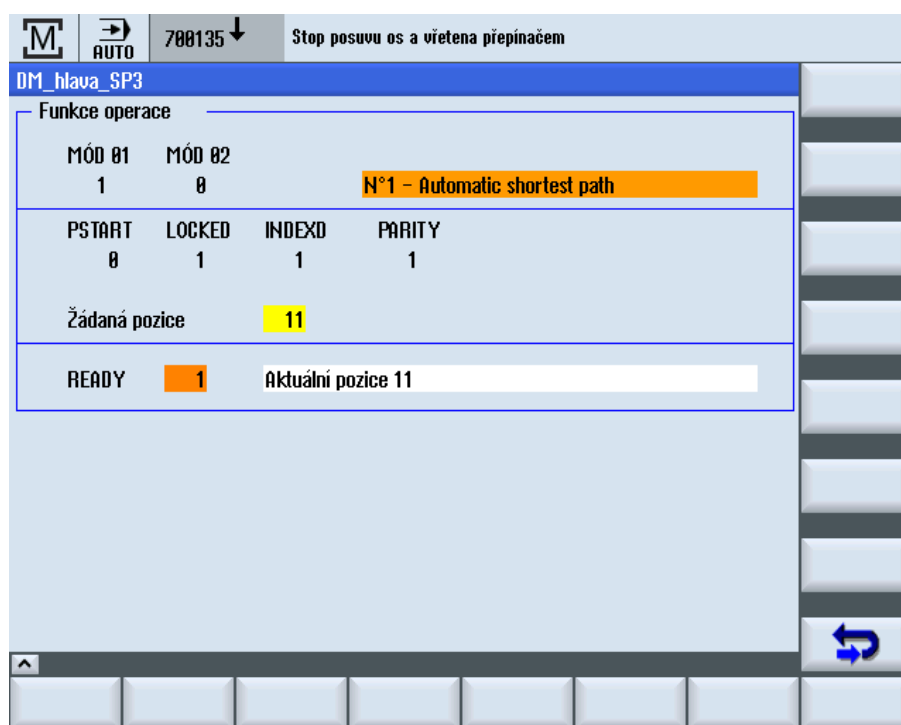 M AUTO 700135 Stop posuvu os a vřetena přepínačem
DM_hlava_SP3
Funkce operace
MÓD 01 MÓD 02
1 0 N°1 - Automatic shortest path
PSTART LOCKED INDEXD PARITY
0 1 1 1
Žádaná pozice 11
READY 1 Aktuální pozice 11